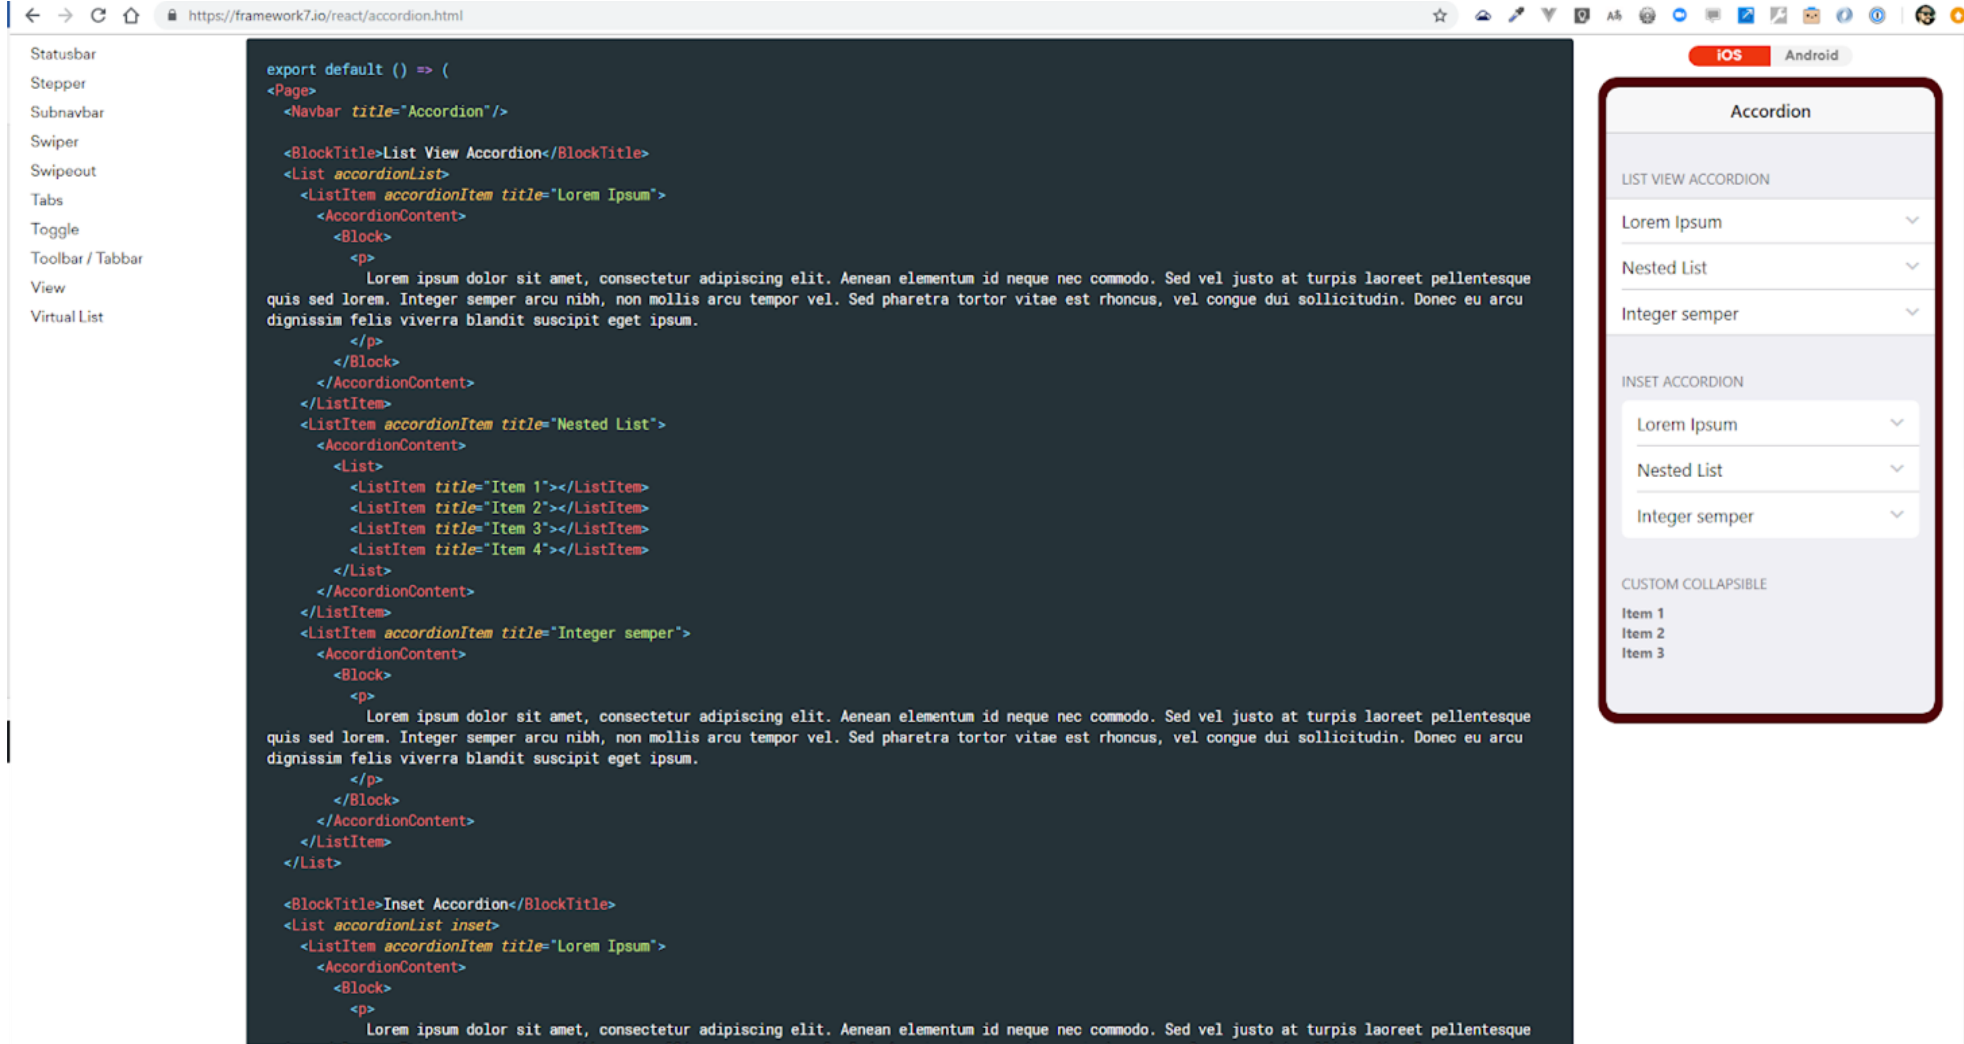 https://framework7.io/react/accordion.html
Statusbar
Stepper
Subnavbar
Swiper
Swipeout
Tabs
Toggle
Toolbar / Tabbar
View
Virtual List
export default () => (
<Page>
<Navbar title="Accordion"/>
<BlockTitle>List View Accordion</BlockTitle>
<List accordionList>
<ListItem accordionItem title="Lorem Ipsum">
<AccordionContent>
<Block>
<p>
Lorem ipsum dolor sit amet, consectetur adipiscing elit. Aenean elementum id neque nec commodo. Sed vel justo at turpis laoreet pellentesque
quis sed lorem. Integer semper arcu nibh, non mollis arcu tempor vel. Sed pharetra tortor vitae est rhoncus, vel congue dui sollicitudin. Donec eu arcu
dignissim felis viverra blandit suscipit eget ipsum.
</p>
</Block>
</AccordionContent>
</ListItem>
<ListItem accordionItem title="Nested List">
<AccordionContent>
<List>
<ListItem title="Item 1"></ListItem>
<ListItem title="Item 2"></ListItem>
<ListItem title="Item 3"></ListItem>
<ListItem title="Item 4"></ListItem>
</List>
</AccordionContent>
</ListItem>
<ListItem accordionItem title="Integer semper">
<AccordionContent>
<Block>
<p>
Lorem ipsum dolor sit amet, consectetur adipiscing elit. Aenean elementum id neque nec commodo. Sed vel justo at turpis laoreet pellentesque
quis sed lorem. Integer semper arcu nibh, non mollis arcu tempor vel. Sed pharetra tortor vitae est rhoncus, vel congue dui sollicitudin. Donec eu arcu
dignissim felis viverra blandit suscipit eget ipsum.
</p>
</Block>
</AccordionContent>
</ListItem>
</List>
<BlockTitle>Inset Accordion</BlockTitle>
<List accordionList inset>
<ListItem accordionItem title="Lorem Ipsum">
<AccordionContent>
<Block>
<p>
Lorem ipsum dolor sit amet, consectetur adipiscing elit. Aenean elementum id neque nec commodo. Sed vel justo at turpis laoreet pellentesque
iOS Android
Accordion
LIST VIEW ACCORDION
Lorem Ipsum
Nested List
Integer semper
INSET ACCORDION
Lorem Ipsum
Nested List
Integer semper
CUSTOM COLLAPSIBLE
Item 1
Item 2
Item 3